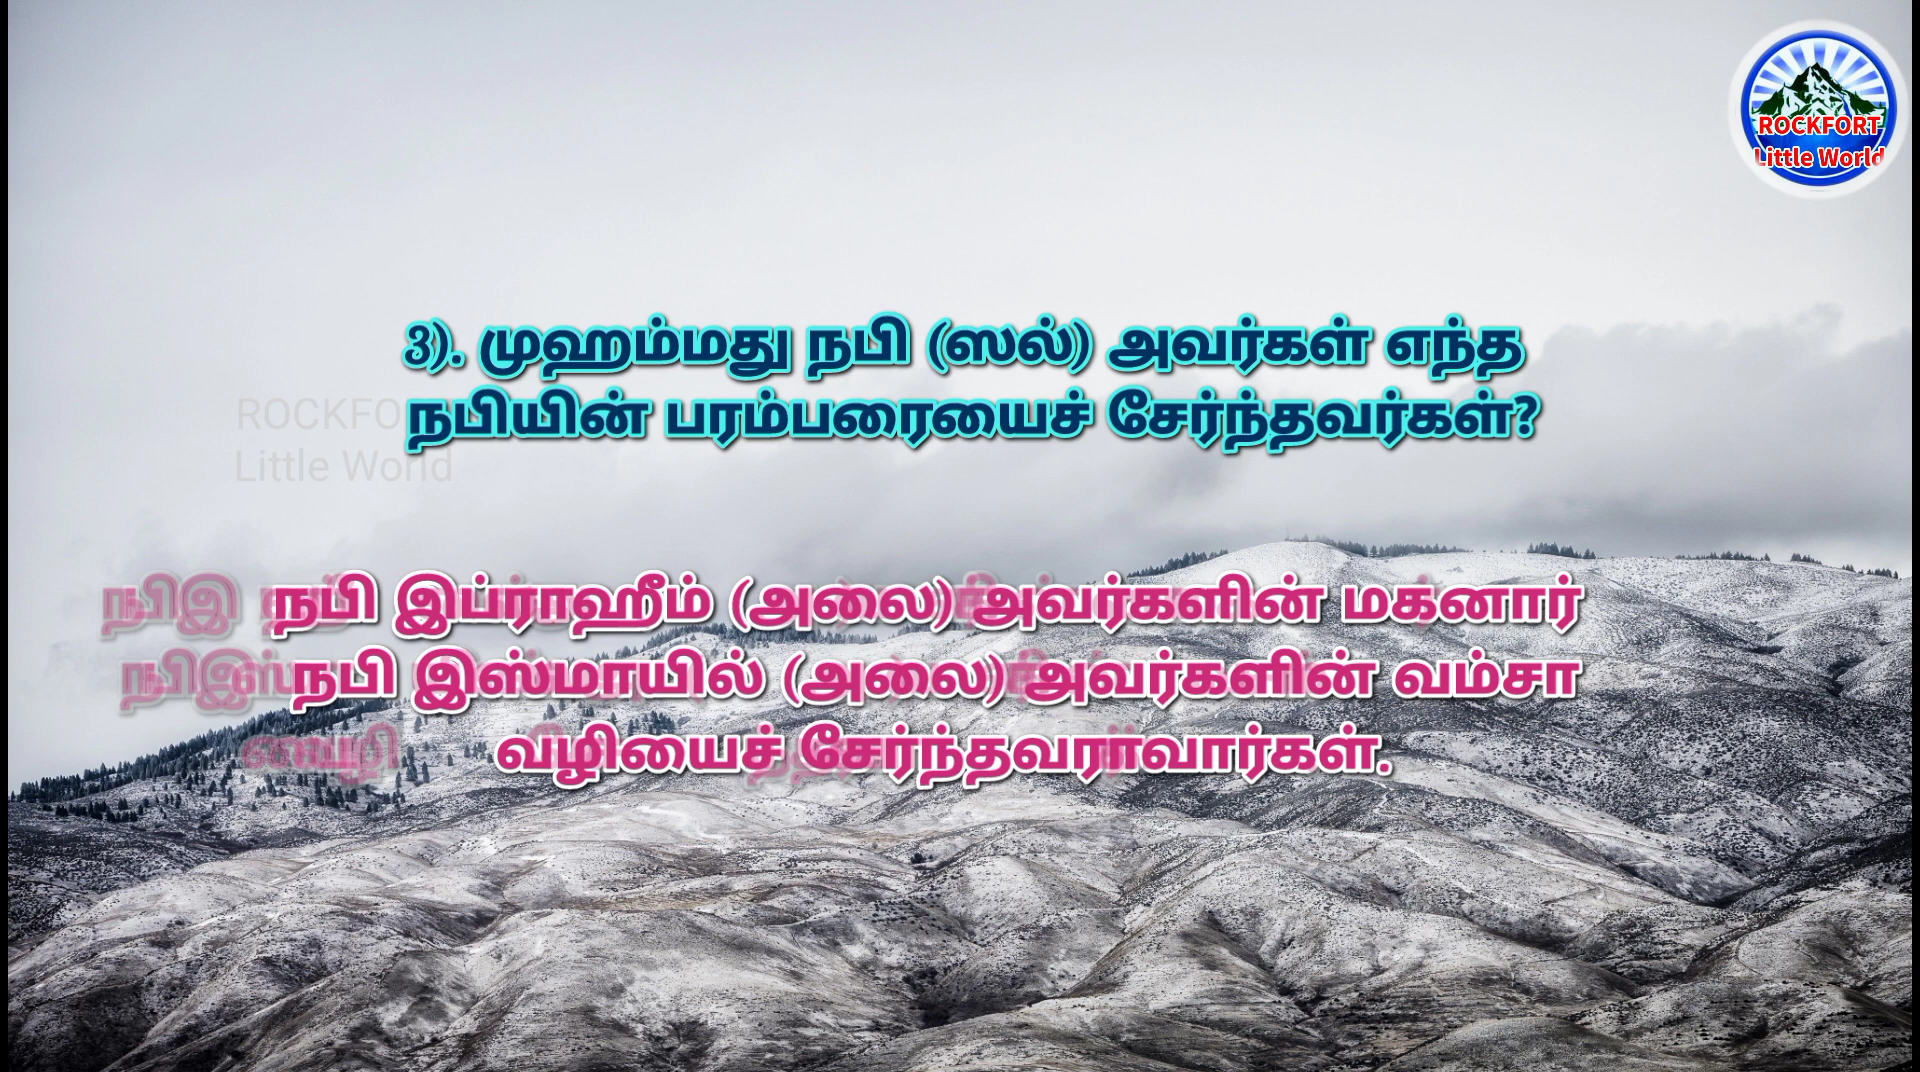 ROCKFORT
Little World
3). முஹம்மது நபி (ஸல்) அவர்கள் எந்த
நபியின் பரம்பரையைச் சேர்ந்தவர்கள்?
Little World
நபி இப்ராஹீம் (அலை) அவர்களின் மகனார்
நபி இஸ்மாயில் (அலை) அவர்களின் வம்சா
வழியைச் சேர்ந்தவராவார்கள்.